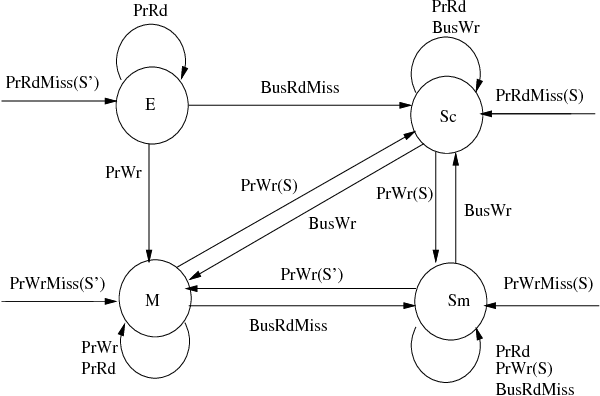 PrRd
PrRd
BusWr
PrRdMiss(S’)
BusRdMiss
PrRdMiss(S)
E
Sc
PrWr
PrWr(S)
PrWr(S)
BusWr
BusWr
PrWrMiss(S’)
PrWr(S’)
PrWrMiss(S)
M
Sm
BusRdMiss
PrWr
PrRd
PrRd
PrWr(S)
BusRdMiss